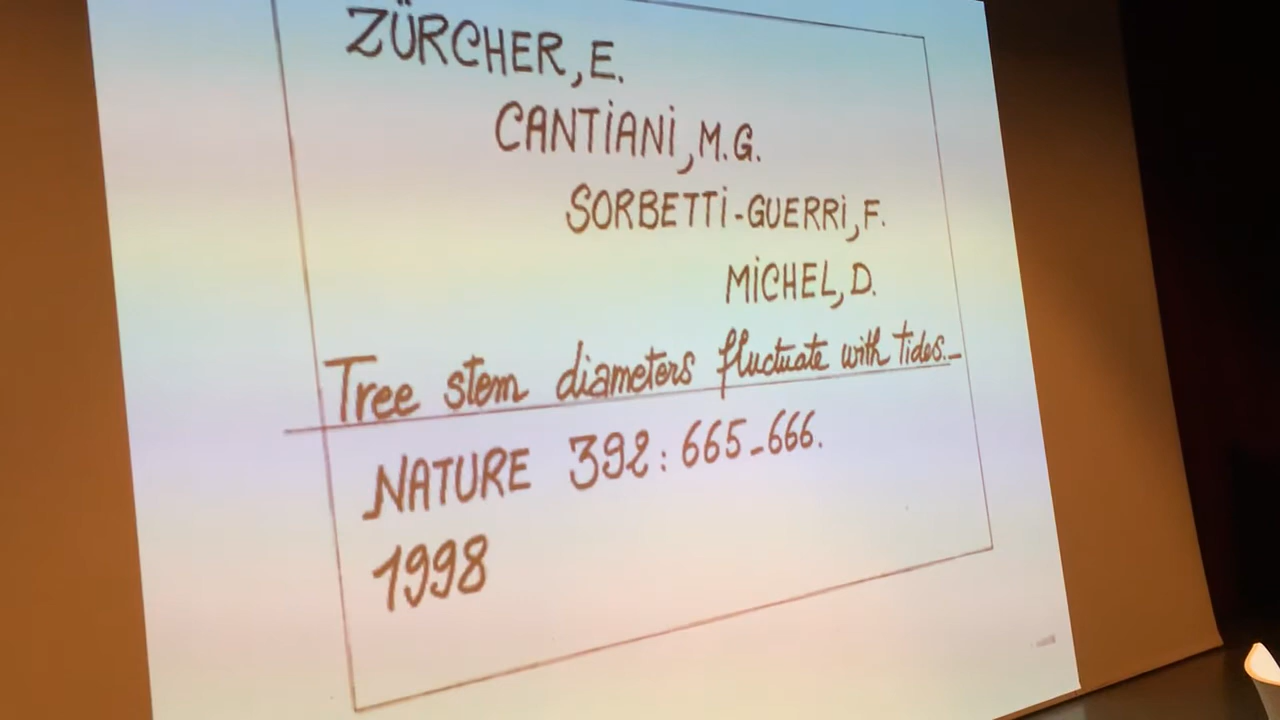 ZÜRCHER, E.
CANTIANI, M.G.
SORBETTI-GUERRI, F.
MICHEL, D.
Tree stem diameters fluctuate with tides.-
NATURE 392: 665-666.
1998